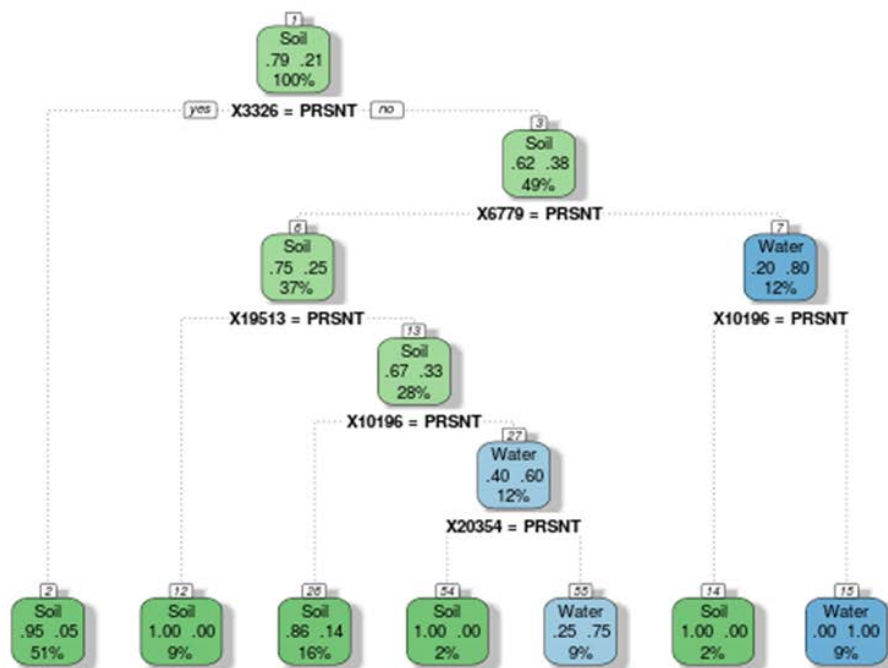 1
Soil
.79 .21
100%
yes X3326 = PRSNT no
3
Soil
.62 .38
49%
X6779 = PRSNT
6
Soil
.75 .25
37%
7
Water
.20 .80
12%
X19513 = PRSNT
X10196 = PRSNT
13
Soil
.67 .33
28%
X10196 = PRSNT
27
Water
.40 .60
12%
X20354 = PRSNT
2
Soil
.95 .05
51%
12
Soil
1.00 .00
9%
26
Soil
.86 .14
16%
54
Soil
1.00 .00
2%
55
Water
.25 .75
9%
14
Soil
1.00 .00
2%
15
Water
.00 1.00
9%